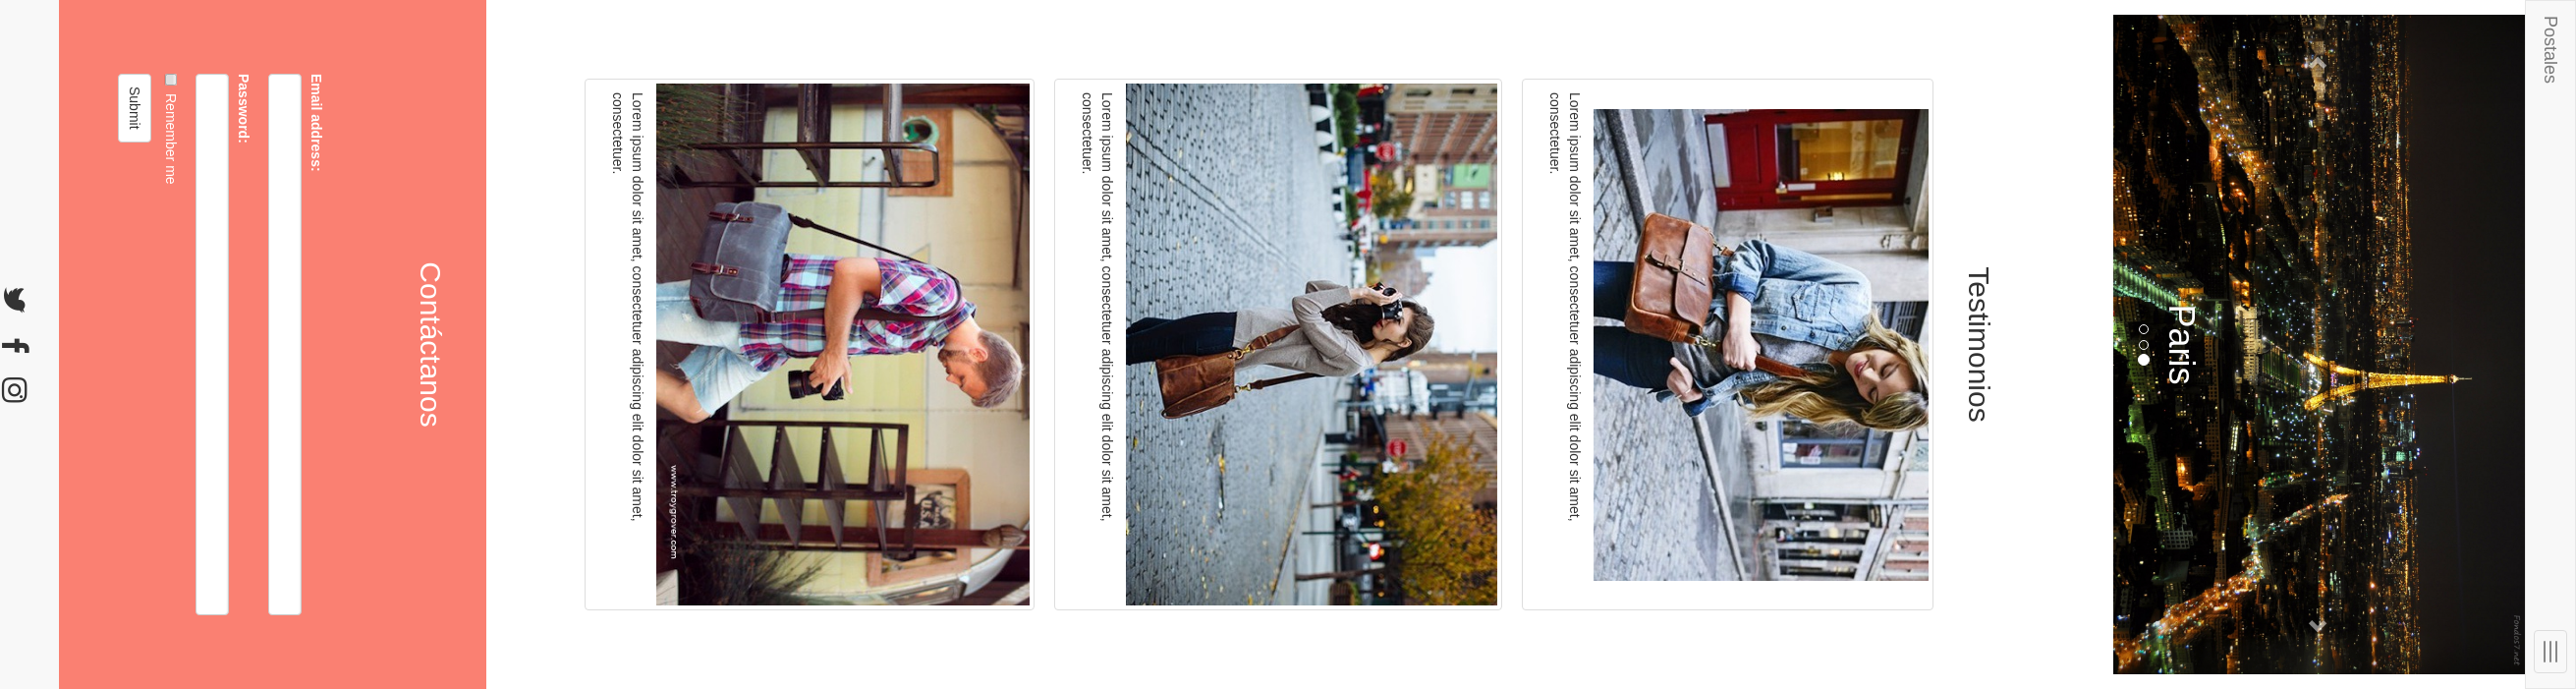 Postales
Fondos7.net
Paris
Testimonios
Lorem ipsum dolor sit amet, consectetuer adipiscing elit dolor sit amet,
consectetuer.
Lorem ipsum dolor sit amet, consectetuer adipiscing elit dolor sit amet,
consectetuer.
www.troygrover.com
Lorem ipsum dolor sit amet, consectetuer adipiscing elit dolor sit amet,
consectetuer.
Contáctanos
Email address:
Password:
Remember me
Submit